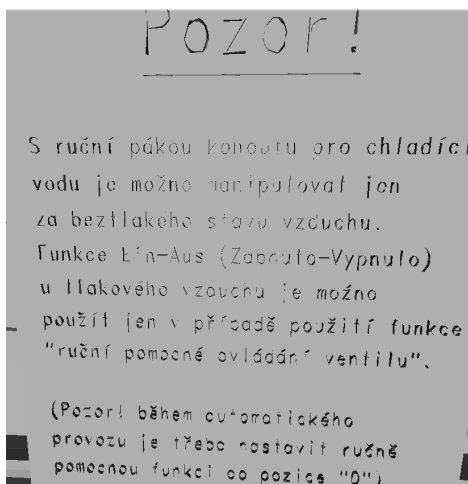 Pozor!
S ruční pákou kohoutu pro chladící
vodu je možno manipulovat jen
za beztlakého stavu vzduchu.
Funkce Ein-Aus (Zapnuto-Vypnuto)
u tlakového vzduchu je možno
použít jen v případě použití funkce
"ruční pomocné ovládání ventilu".
(Pozor! během automatického
provozu je třeba nastavit ručně
pomocnou funkci do pozice "0")